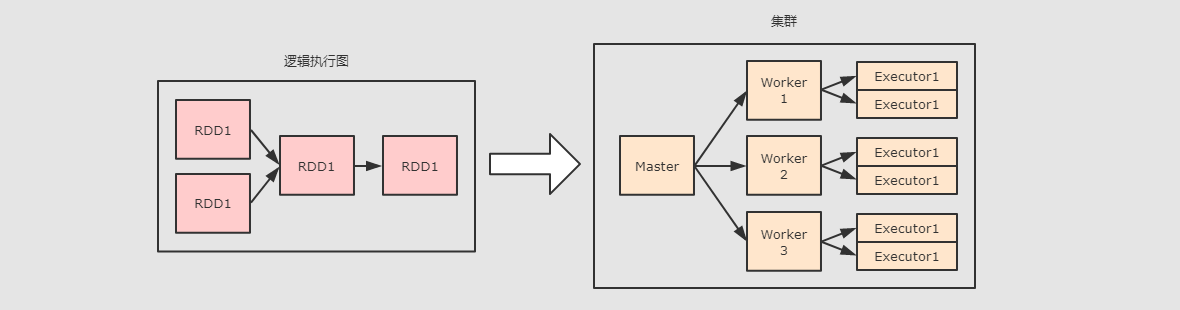 逻辑执行图
RDD1
RDD1
RDD1
RDD1
集群
Master
Worker
1
Executor1
Executor1
Worker
2
Executor1
Executor1
Worker
3
Executor1
Executor1